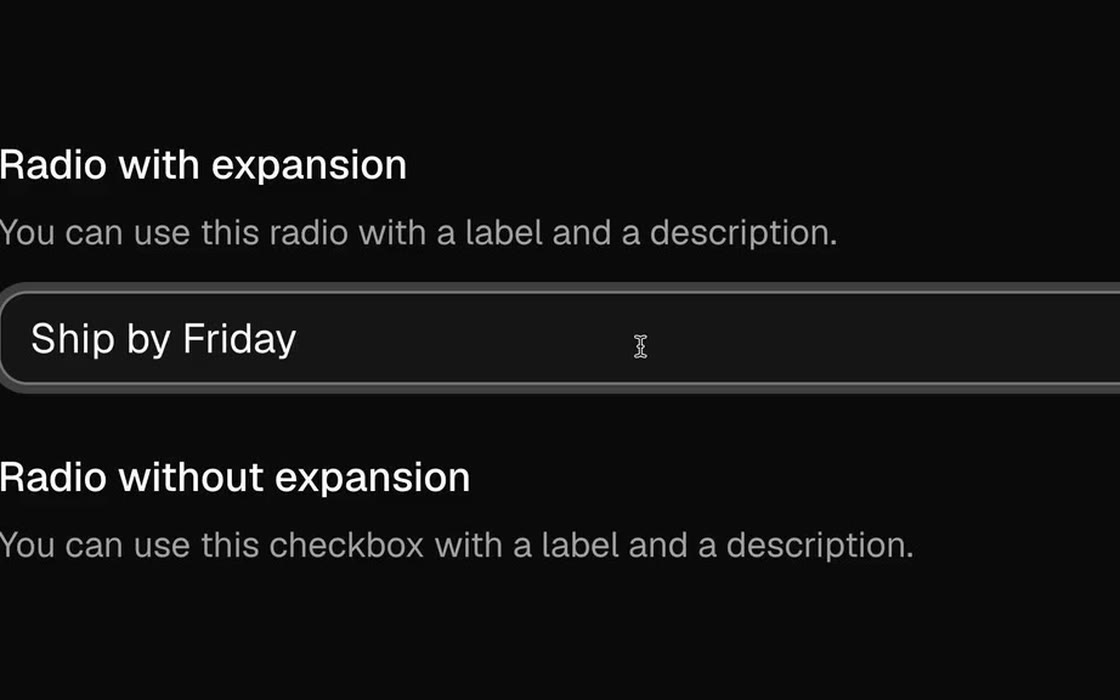 Radio with expansion
You can use this radio with a label and a description.
Ship by Friday
Radio without expansion
You can use this checkbox with a label and a description.